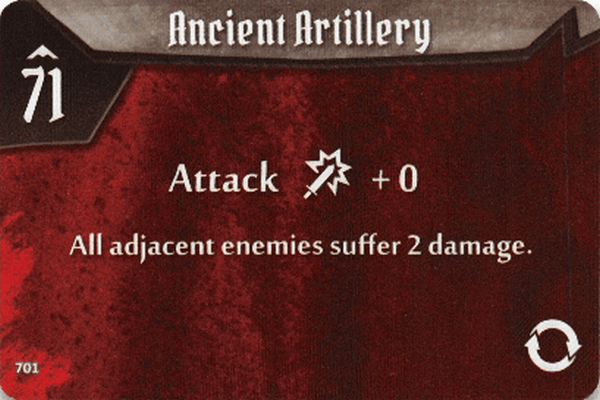 Ancient Artillery
71
Attack + 0
All adjacent enemies suffer 2 damage.
701